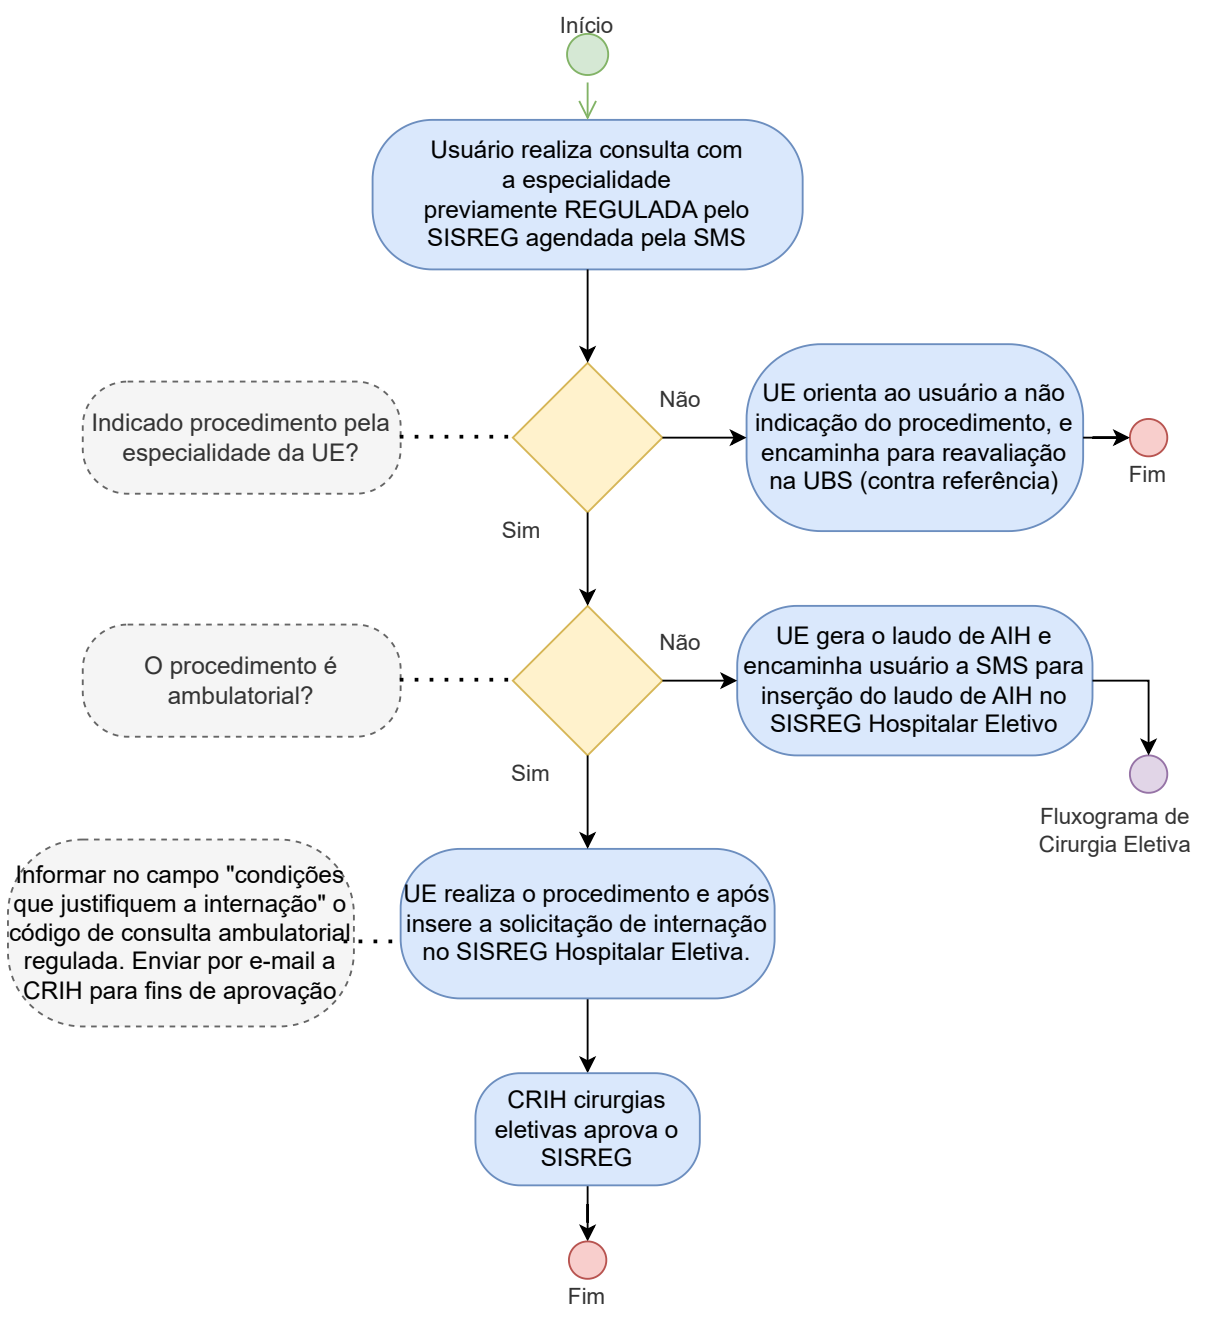 Início
Usuário realiza consulta com
a especialidade
previamente REGULADA pelo
SISREG agendada pela SMS
Indicado procedimento pela
especialidade da UE?
Não
UE orienta ao usuário a não
indicação do procedimento, e
encaminha para reavaliação
na UBS (contra referência)
Fim
Sim
O procedimento é
ambulatorial?
Não
UE gera o laudo de AIH e
encaminha usuário a SMS para
inserção do laudo de AIH no
SISREG Hospitalar Eletivo
Fluxograma de
Cirurgia Eletiva
Sim
Informar no campo "condições
que justifiquem a internação" o
código de consulta ambulatorial
regulada. Enviar por e-mail a
CRIH para fins de aprovação
UE realiza o procedimento e após
insere a solicitação de internação
no SISREG Hospitalar Eletiva.
CRIH cirurgias
eletivas aprova o
SISREG
Fim